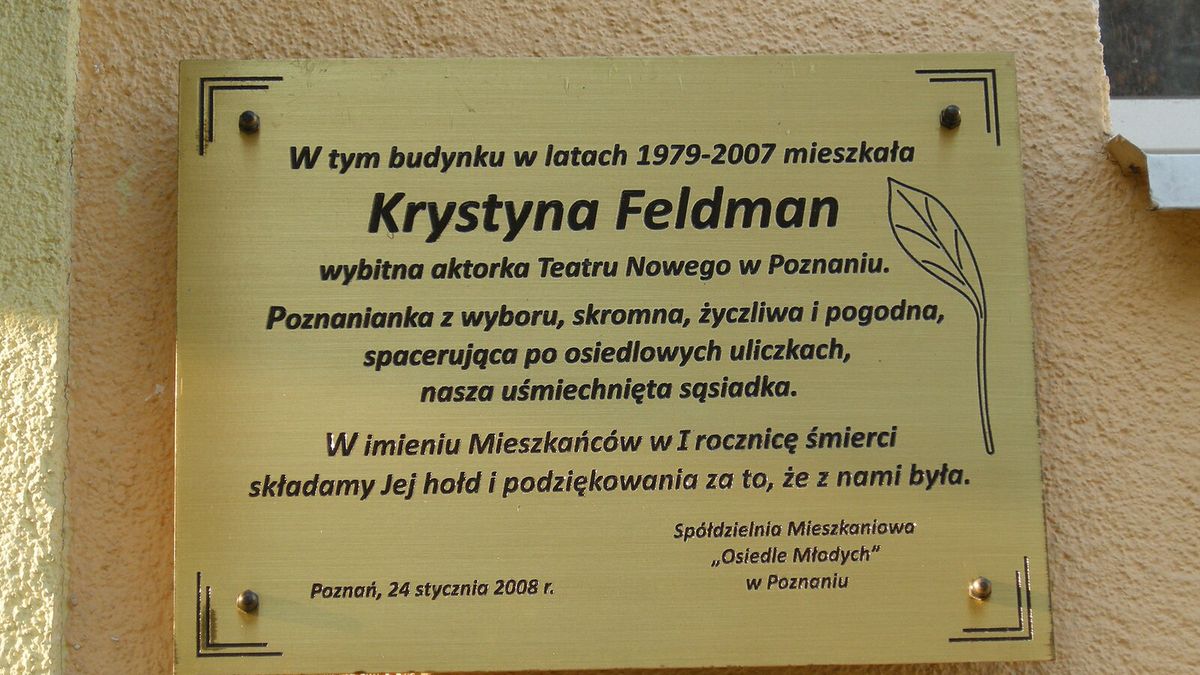 W tym budynku w latach 1979-2007 mieszkała
Krystyna Feldman
wybitna aktorka Teatru Nowego w Poznaniu.
Poznanianka z wyboru, skromna, życzliwa i pogodna,
spacerująca po osiedlowych uliczkach,
nasza uśmiechnięta sąsiadka.
W imieniu Mieszkańców w I rocznicę śmierci
składamy Jej hołd i podziękowania za to, że z nami była.
Spółdzielnia Mieszkaniowa
„Osiedle Młodych"
w Poznaniu
Poznań, 24 stycznia 2008 r.